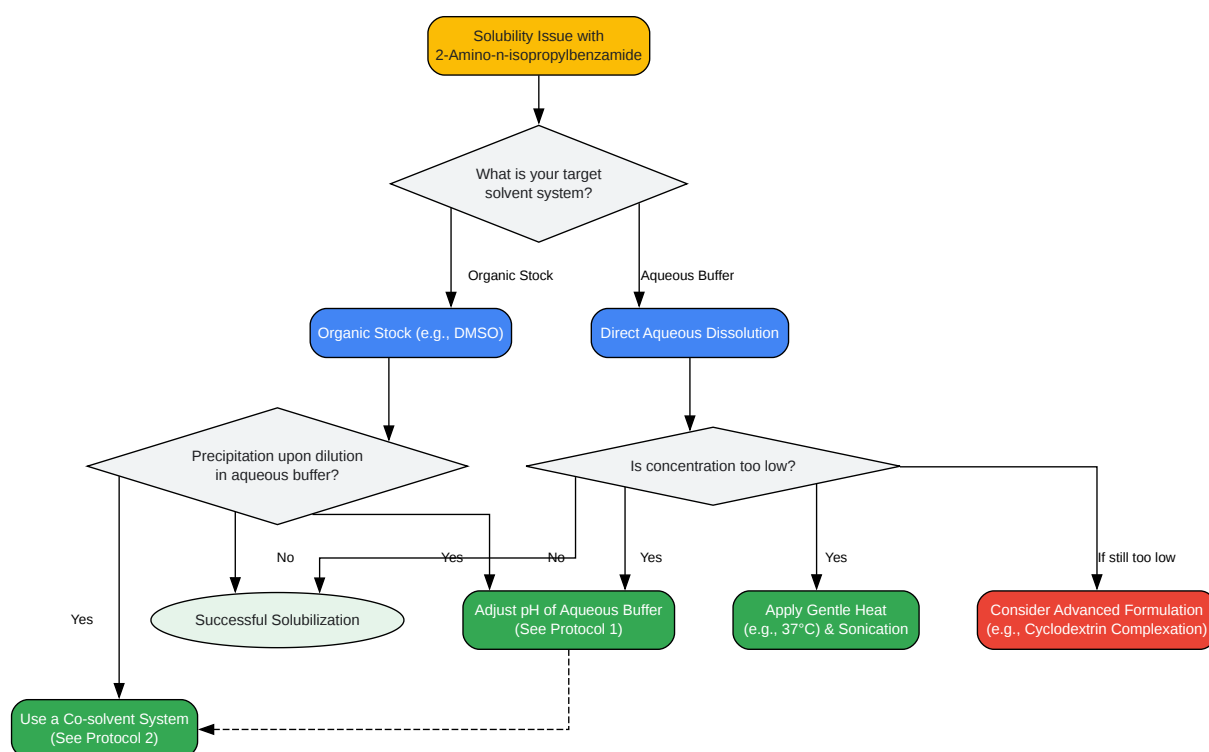 Solubility Issue with
2-Amino-n-isopropylbenzamide
What is your target
solvent system?
Organic Stock
Aqueous Buffer
Organic Stock (e.g., DMSO)
Direct Aqueous Dissolution
Precipitation upon dilution
in aqueous buffer?
Is concentration too low?
No
Yes
No
Yes
Yes
If still too low
Yes
Successful Solubilization
Adjust pH of Aqueous Buffer
(See Protocol 1)
Apply Gentle Heat
(e.g., 37°C) & Sonication
Consider Advanced Formulation
(e.g., Cyclodextrin Complexation)
Use a Co-solvent System
(See Protocol 2)